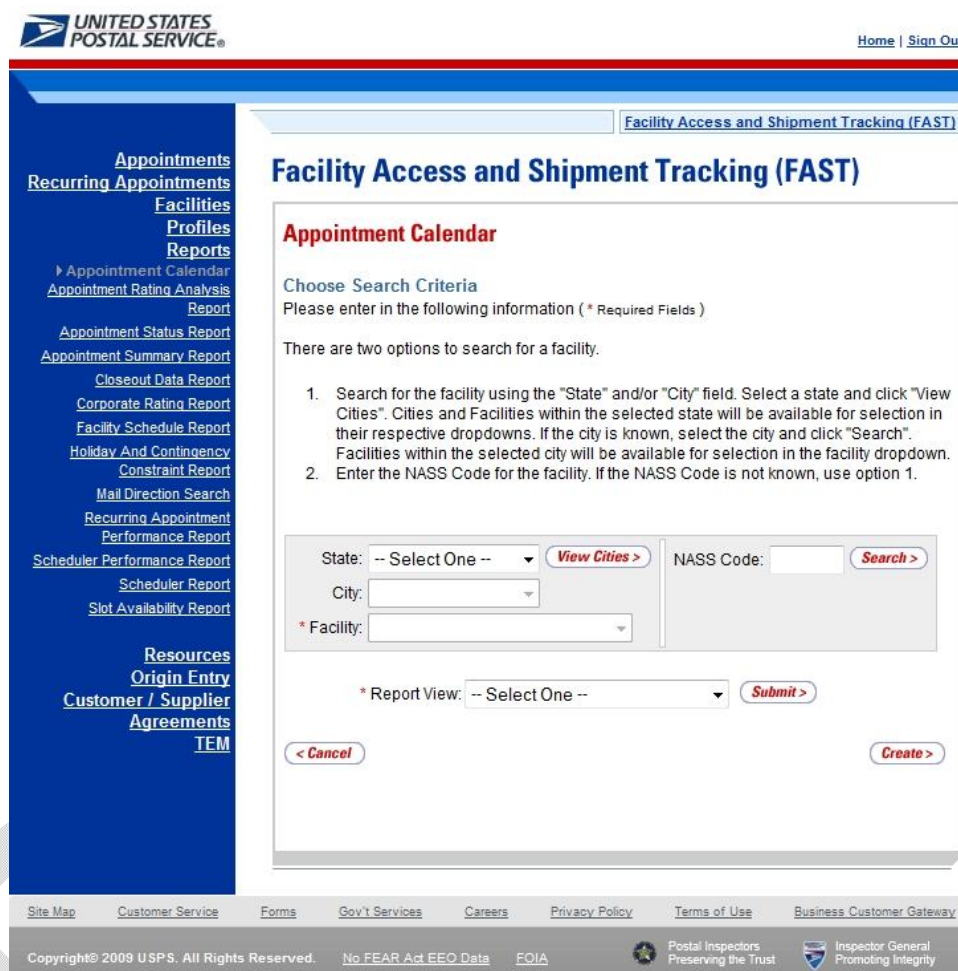 UNITED STATES
POSTAL SERVICE®
Home | Sign Ou
Facility Access and Shipment Tracking (FAST)
Appointments
Recurring Appointments
Facilities
Profiles
Reports
Appointment Calendar
Appointment Rating Analysis
Report
Appointment Status Report
Appointment Summary Report
Closeout Data Report
Corporate Rating Report
Facility Schedule Report
Holiday And Contingency
Constraint Report
Mail Direction Search
Recurring Appointment
Performance Report
Scheduler Performance Report
Scheduler Report
Slot Availability Report
Resources
Origin Entry
Customer / Supplier
Agreements
TEM
Facility Access and Shipment Tracking (FAST)
Appointment Calendar
Choose Search Criteria
Please enter in the following information ( * Required Fields )
There are two options to search for a facility.
1. Search for the facility using the "State" and/or "City" field. Select a state and click "View
Cities". Cities and Facilities within the selected state will be available for selection in
their respective dropdowns. If the city is known, select the city and click "Search".
Facilities within the selected city will be available for selection in the facility dropdown.
2. Enter the NASS Code for the facility. If the NASS Code is not known, use option 1.
State: -- Select One -- View Cities > NASS Code: Search >
City:
* Facility:
* Report View: -- Select One -- Submit >
< Cancel Create >
Site Map Customer Service Forms Gov't Services Careers Privacy Policy Terms of Use Business Customer Gateway
Copyright© 2009 USPS. All Rights Reserved. No FEAR Act EEO Data FOIA
Postal Inspectors
Preserving the Trust
Inspector General
Promoting Integrity